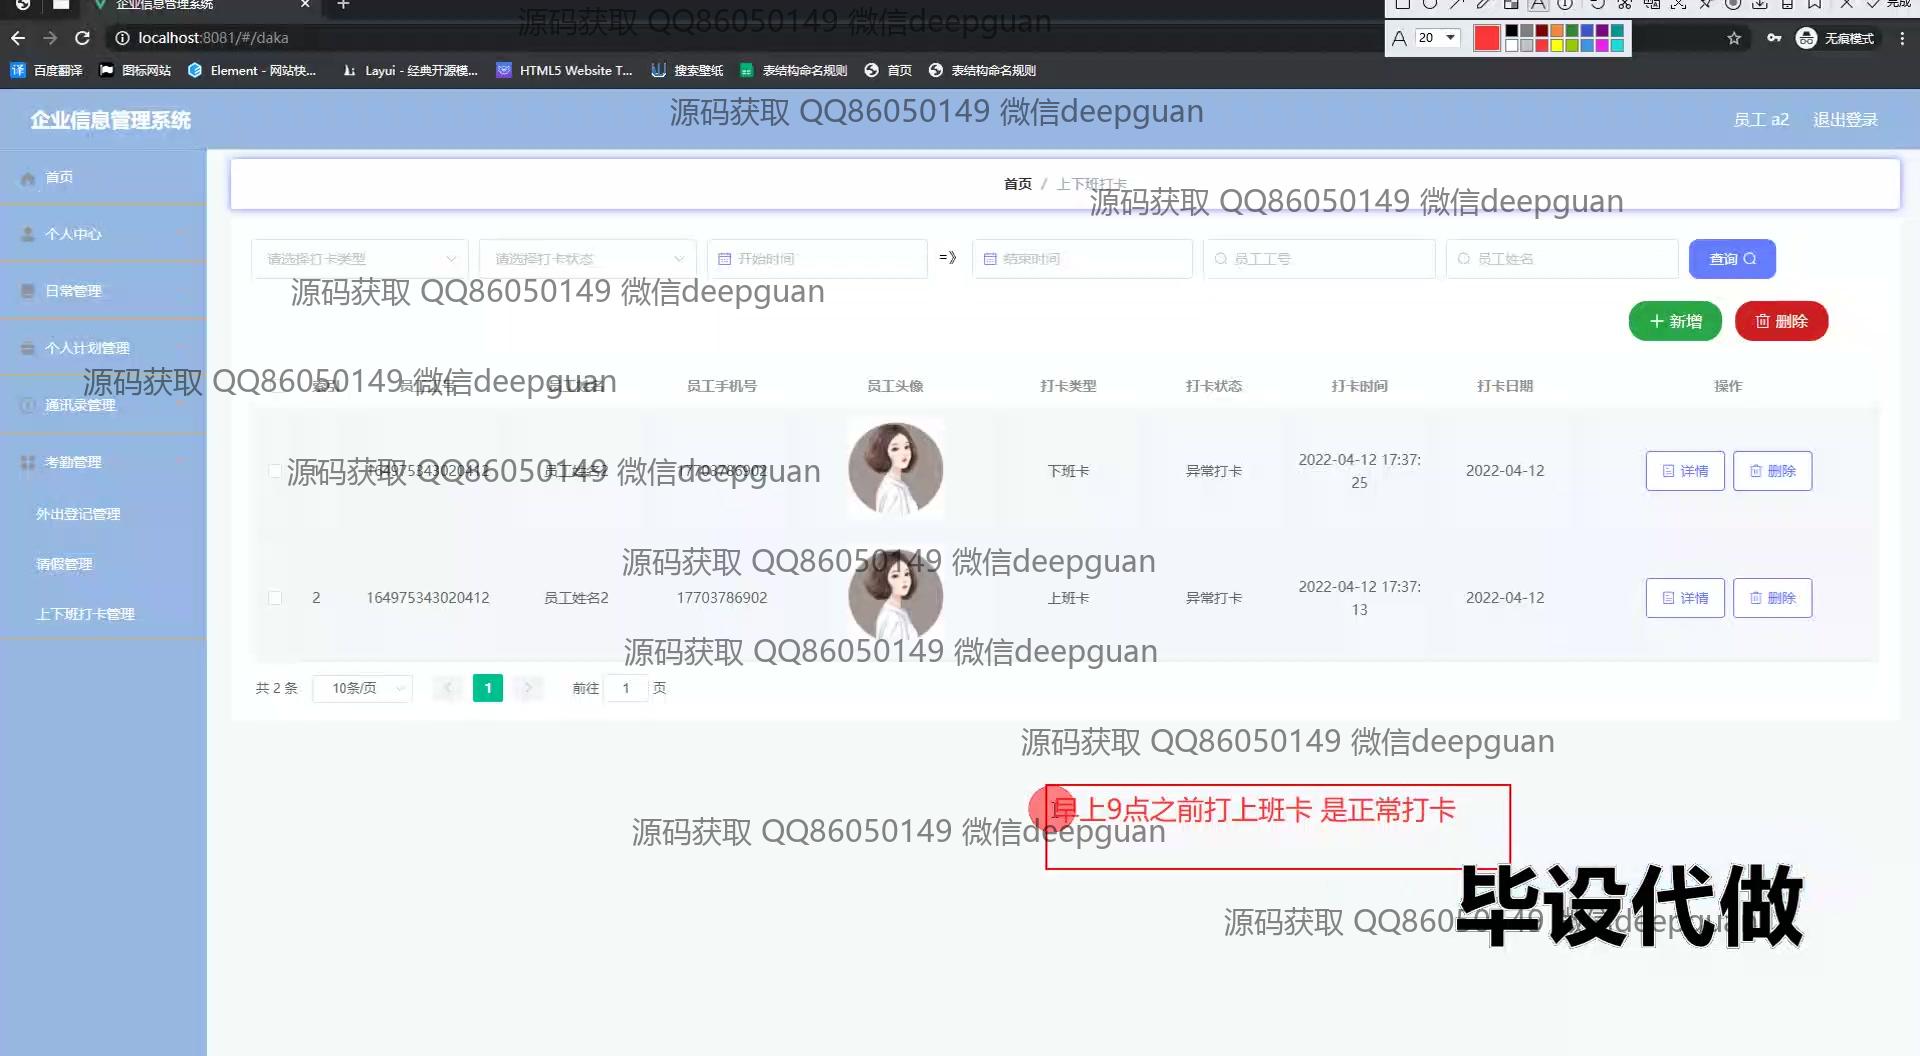 企业信息管理系统
完成
源码获取 QQ86050149 微信deepguan
localhost:8081/#/daka
A 20
无痕模式
百度翻译 图标网站 Element - 网站快... Layui - 经典开源模... HTML5 Website T... 搜索壁纸 表结构命名规则 首页 表结构命名规则
企业信息管理系统
源码获取 QQ86050149 微信deepguan
员工 a2 退出登录
首页
首页 / 上下班打卡
源码获取 QQ86050149 微信deepguan
个人中心
请选择打卡类型 请选择打卡状态 开始时间 =》 结束时间 员工工号 员工姓名 查询
日常管理
源码获取 QQ86050149 微信deepguan
+ 新增 删除
个人计划管理
源码获取 QQ86050149 微信deepguan
员工手机号 员工头像 打卡类型 打卡状态 打卡时间 打卡日期 操作
通讯录管理
考勤管理
164975343020412 员工姓名2 17703786902 下班卡 异常打卡 2022-04-12 17:37:25 2022-04-12 详情 删除
源码获取 QQ86050149 微信deepguan
外出登记管理
请假管理
源码获取 QQ86050149 微信deepguan
2 164975343020412 员工姓名2 17703786902 上班卡 异常打卡 2022-04-12 17:37:13 2022-04-12 详情 删除
上下班打卡管理
源码获取 QQ86050149 微信deepguan
共 2 条 10条/页 1 前往 1 页
源码获取 QQ86050149 微信deepguan
早上9点之前打上班卡 是正常打卡
源码获取 QQ86050149 微信deepguan
毕设代做
源码获取 QQ86050149 微信deepguan